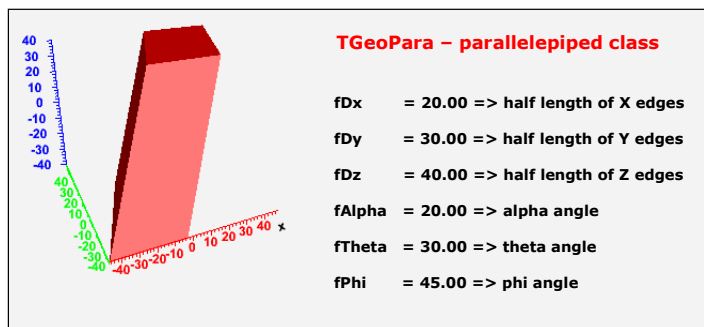 TGeoPara – parallelepiped class
fDx = 20.00 => half length of X edges
fDy = 30.00 => half length of Y edges
fDz = 40.00 => half length of Z edges
fAlpha = 20.00 => alpha angle
fTheta = 30.00 => theta angle
fPhi = 45.00 => phi angle
40
30
20
10
0
-10
-20
-30
-40
40
30
20
10
0
-10
-20
-30
-40
-40 -30 -20 -10 0 10 20 30 40 x